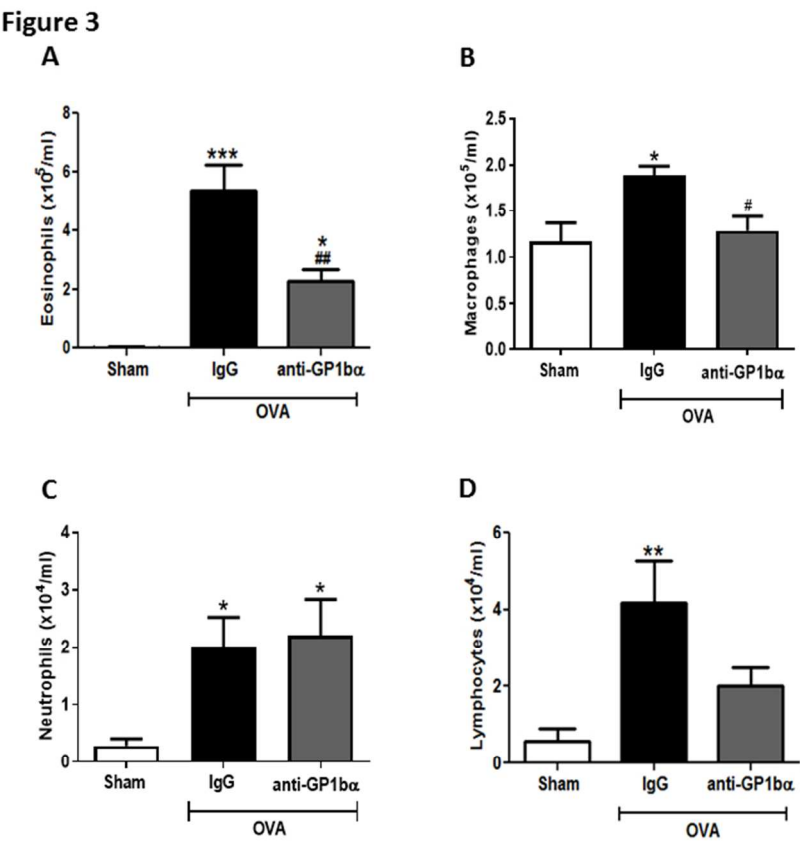 Figure 3
A
Eosinophils (x10⁵/ml)
8
6
4
2
0
***
*
##
Sham IgG anti-GP1bα
OVA
B
Macrophages (x10⁵/ml)
2.5
2.0
1.5
1.0
0.5
0.0
*
#
Sham IgG anti-GP1bα
OVA
C
Neutrophils (x10⁴/ml)
4
3
2
1
0
*
*
Sham IgG anti-GP1bα
OVA
D
Lymphocytes (x10⁴/ml)
6
4
2
0
**
Sham IgG anti-GP1bα
OVA